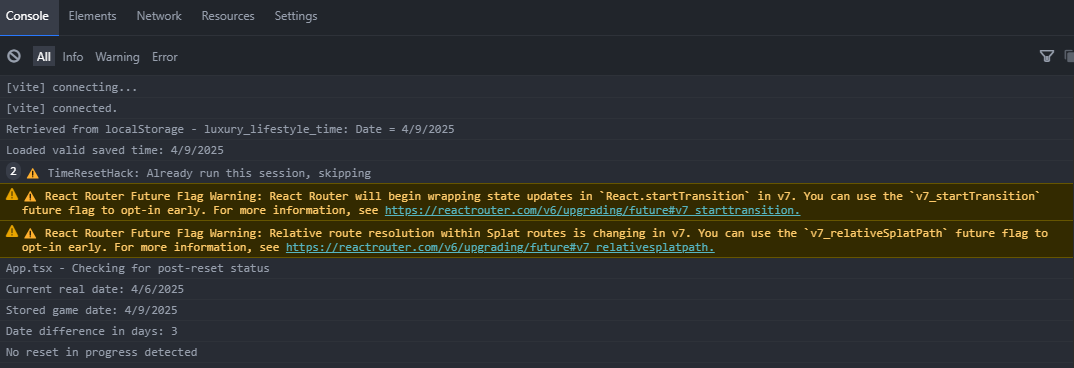 Console Elements Network Resources Settings
All Info Warning Error
[vite] connecting...
[vite] connected.
Retrieved from localStorage - luxury_lifestyle_time: Date = 4/9/2025
Loaded valid saved time: 4/9/2025
2 ⚠ TimeResetHack: Already run this session, skipping
⚠ React Router Future Flag Warning: React Router will begin wrapping state updates in `React.startTransition` in v7. You can use the `v7_startTransition`
future flag to opt-in early. For more information, see https://reactrouter.com/v6/upgrading/future#v7_starttransition.
⚠ React Router Future Flag Warning: Relative route resolution within Splat routes is changing in v7. You can use the `v7_relativeSplatPath` future flag to
opt-in early. For more information, see https://reactrouter.com/v6/upgrading/future#v7_relativesplatpath.
App.tsx - Checking for post-reset status
Current real date: 4/6/2025
Stored game date: 4/9/2025
Date difference in days: 3
No reset in progress detected